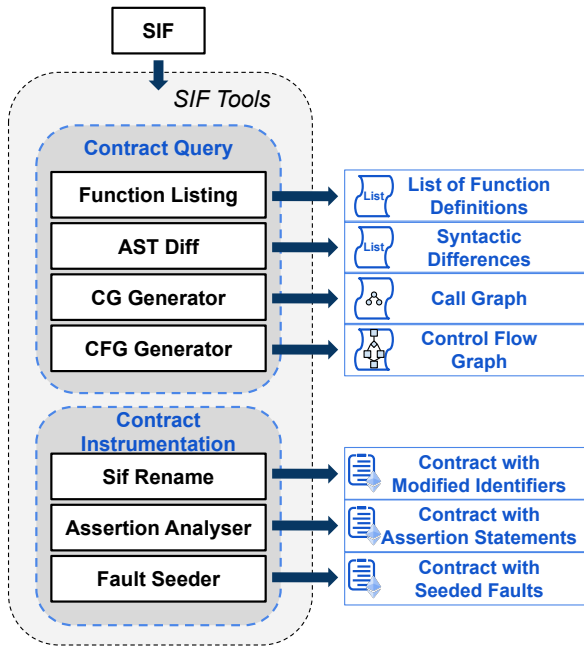 SIF
SIF Tools
Contract Query
Function Listing
List
List of Function
Definitions
AST Diff
List
Syntactic
Differences
CG Generator
Call Graph
CFG Generator
Control Flow
Graph
Contract
Instrumentation
Sif Rename
Contract with
Modified Identifiers
Assertion Analyser
Contract with
Assertion Statements
Fault Seeder
Contract with
Seeded Faults